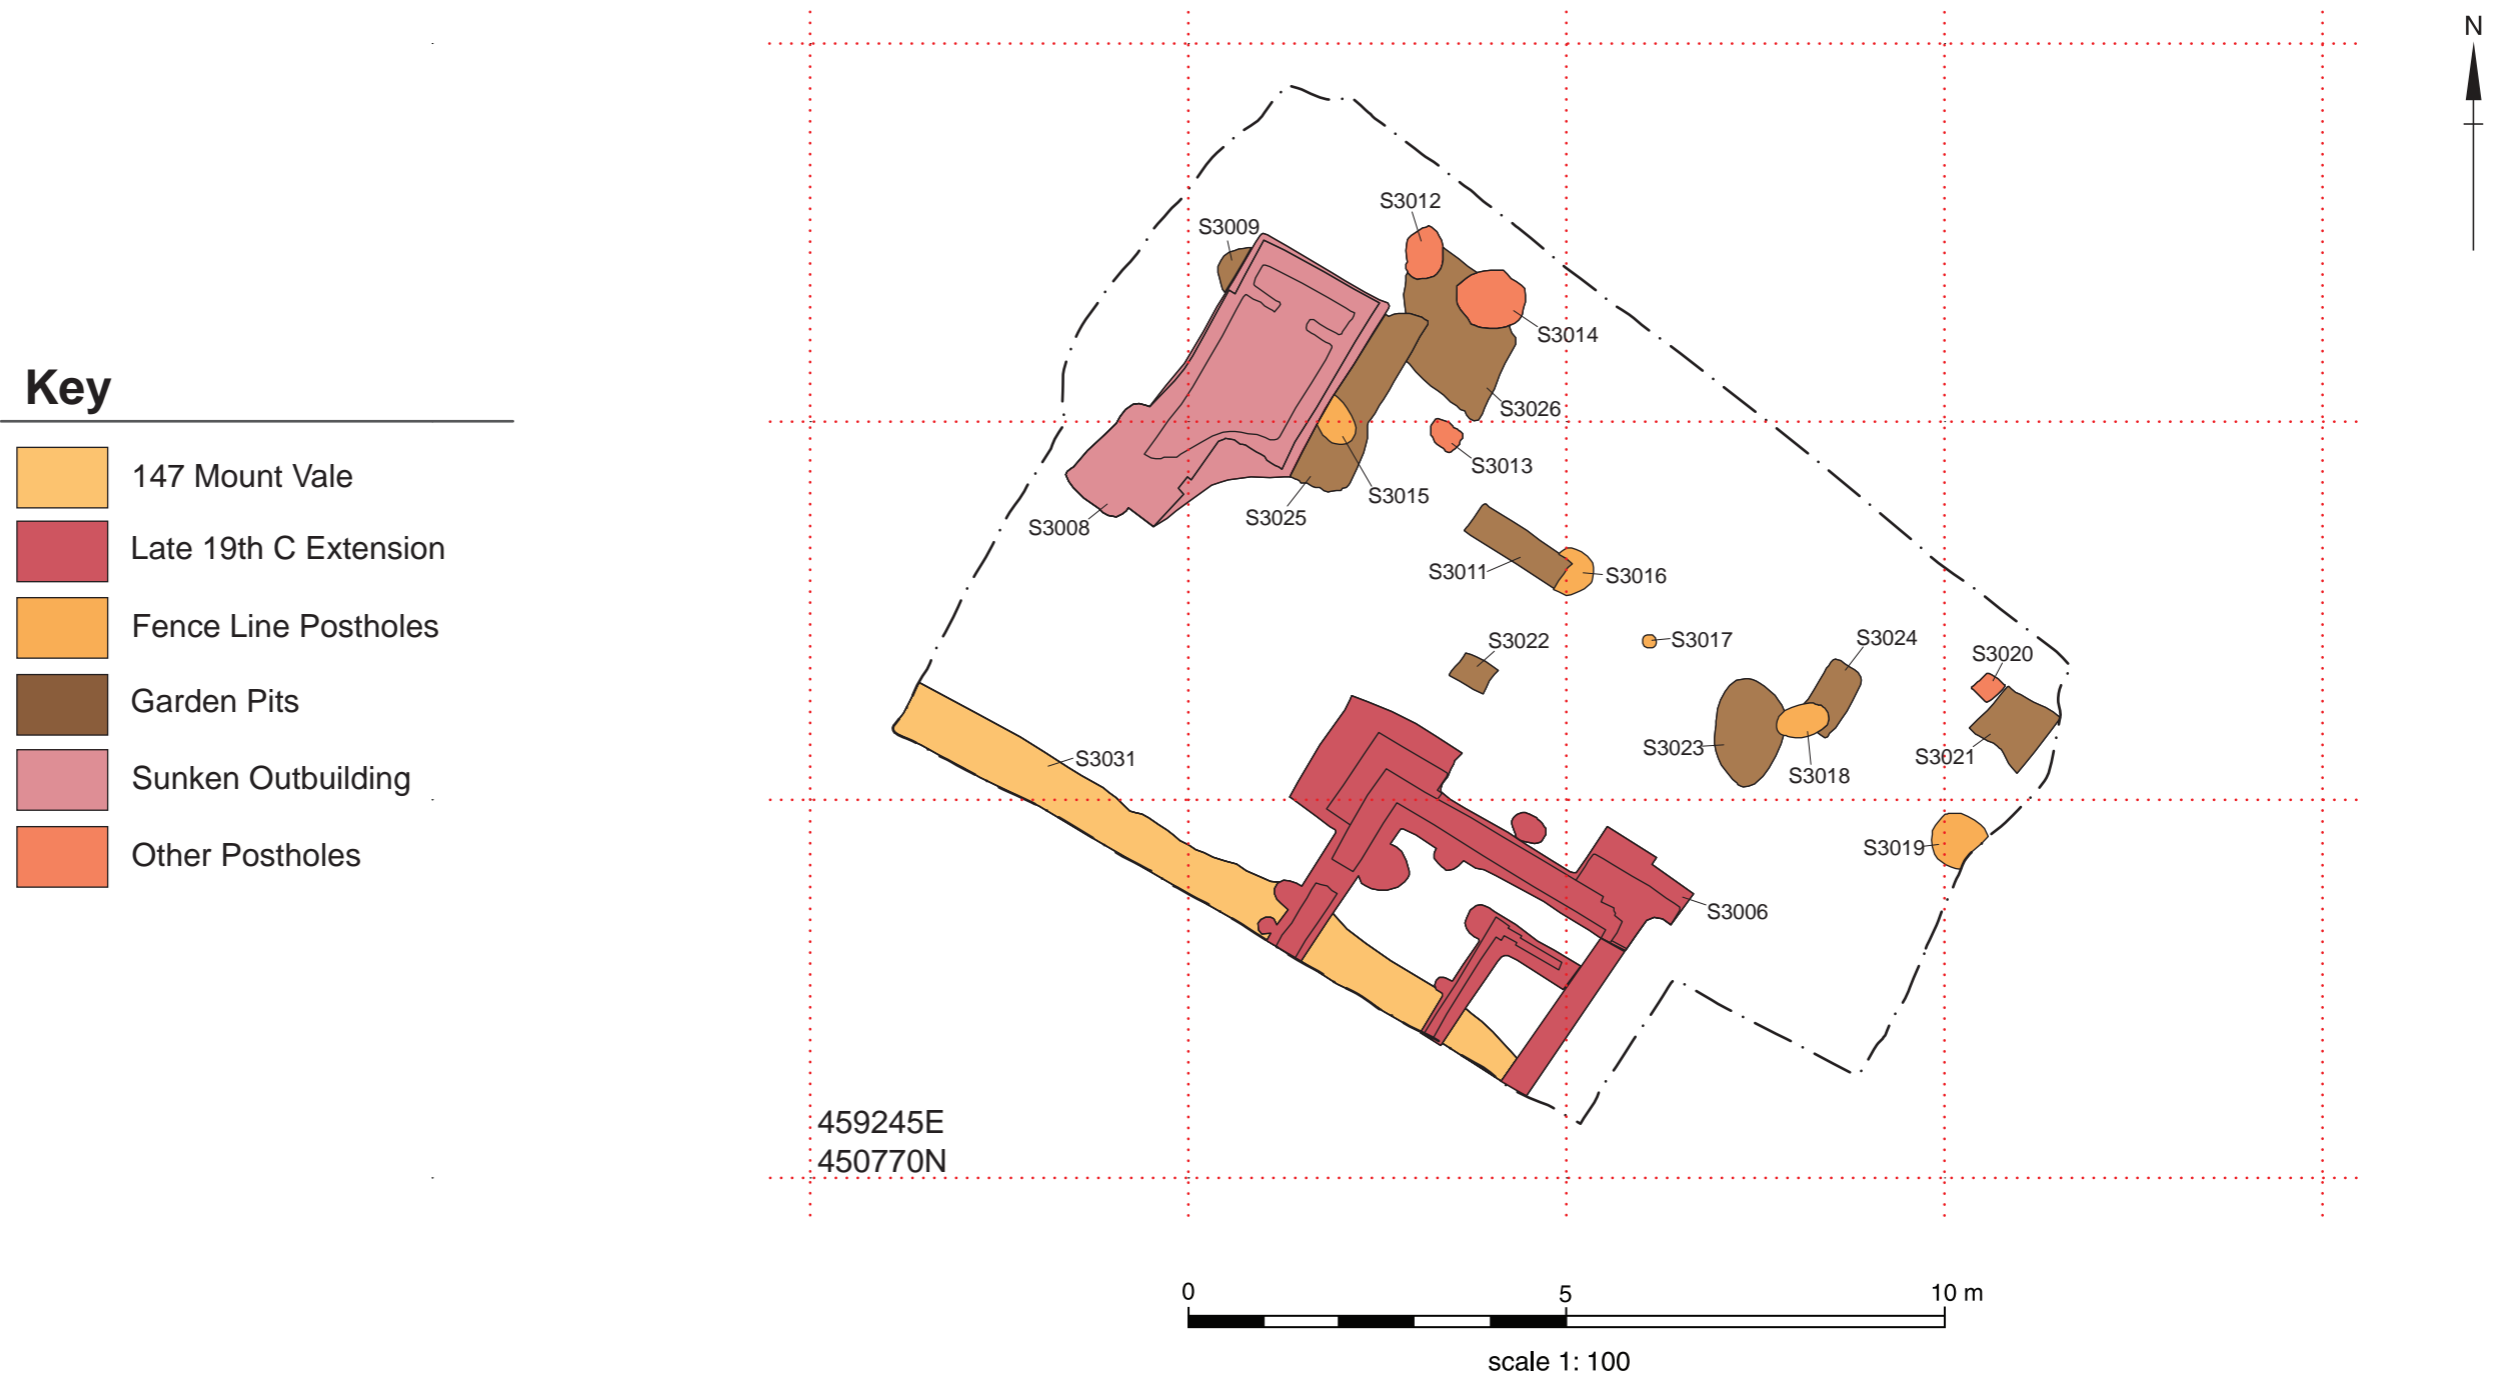 N
S3012
S3009
S3014
Key
S3026
S3013
147 Mount Vale
S3015
S3025
S3008
Late 19th C Extension
S3011
S3016
Fence Line Postholes
S3022
S3017
S3024
S3020
Garden Pits
S3023
S3021
S3031
S3018
Sunken Outbuilding
S3019
Other Postholes
S3006
459245E
450770N
0 5 10 m
scale 1: 100